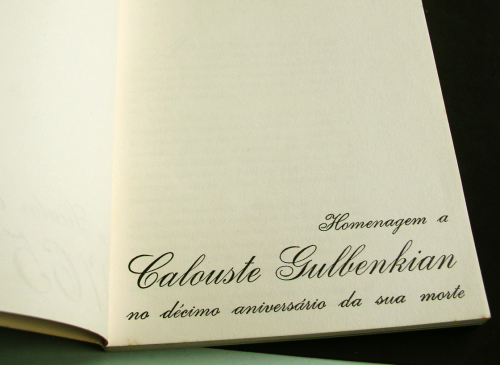 Homenagem a
Calouste Gulbenkian
no décimo aniversário da sua morte